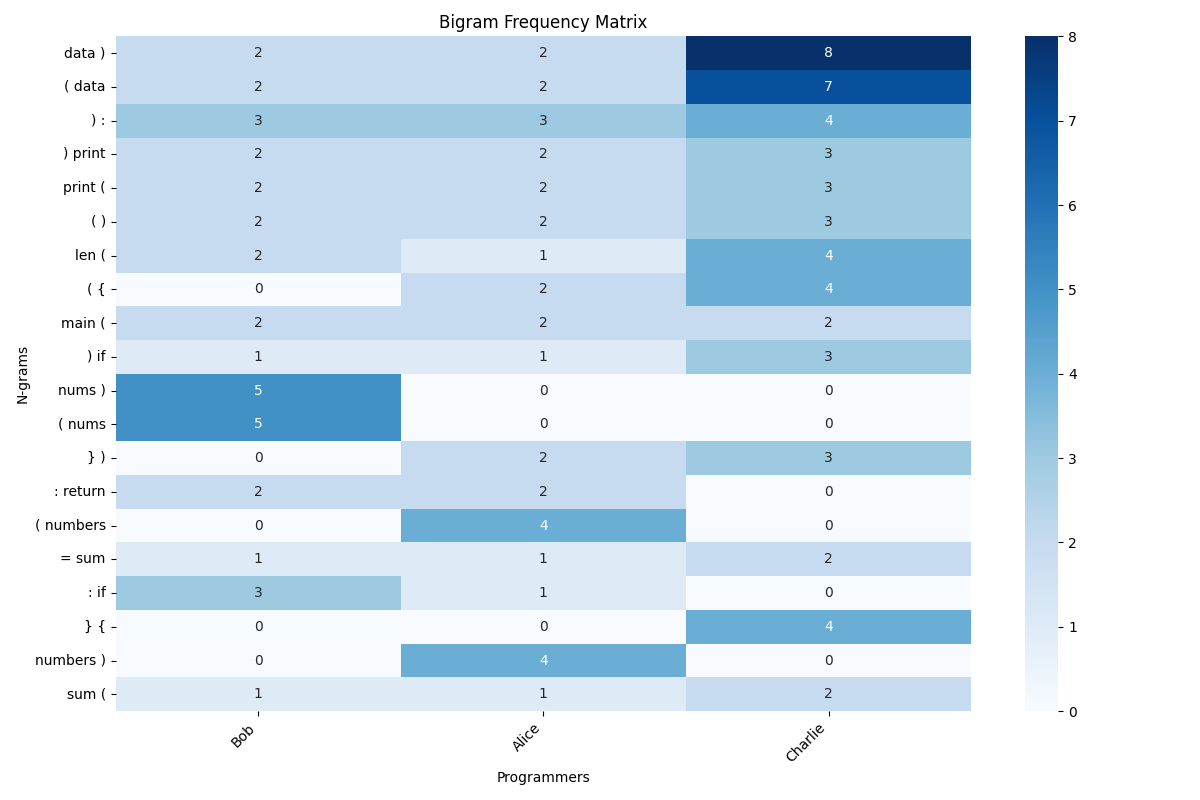 Bigram Frequency Matrix
data ) 2 2 8
( data 2 2 7
) : 3 3 4
) print 2 2 3
print ( 2 2 3
( ) 2 2 3
len ( 2 1 4
( { 0 2 4
main ( 2 2 2
) if 1 1 3
nums ) 5 0 0
( nums 5 0 0
} ) 0 2 3
: return 2 2 0
( numbers 0 4 0
= sum 1 1 2
: if 3 1 0
} { 0 0 4
numbers ) 0 4 0
sum ( 1 1 2
N-grams
Bob Alice Charlie
Programmers
8
7
6
5
4
3
2
1
0